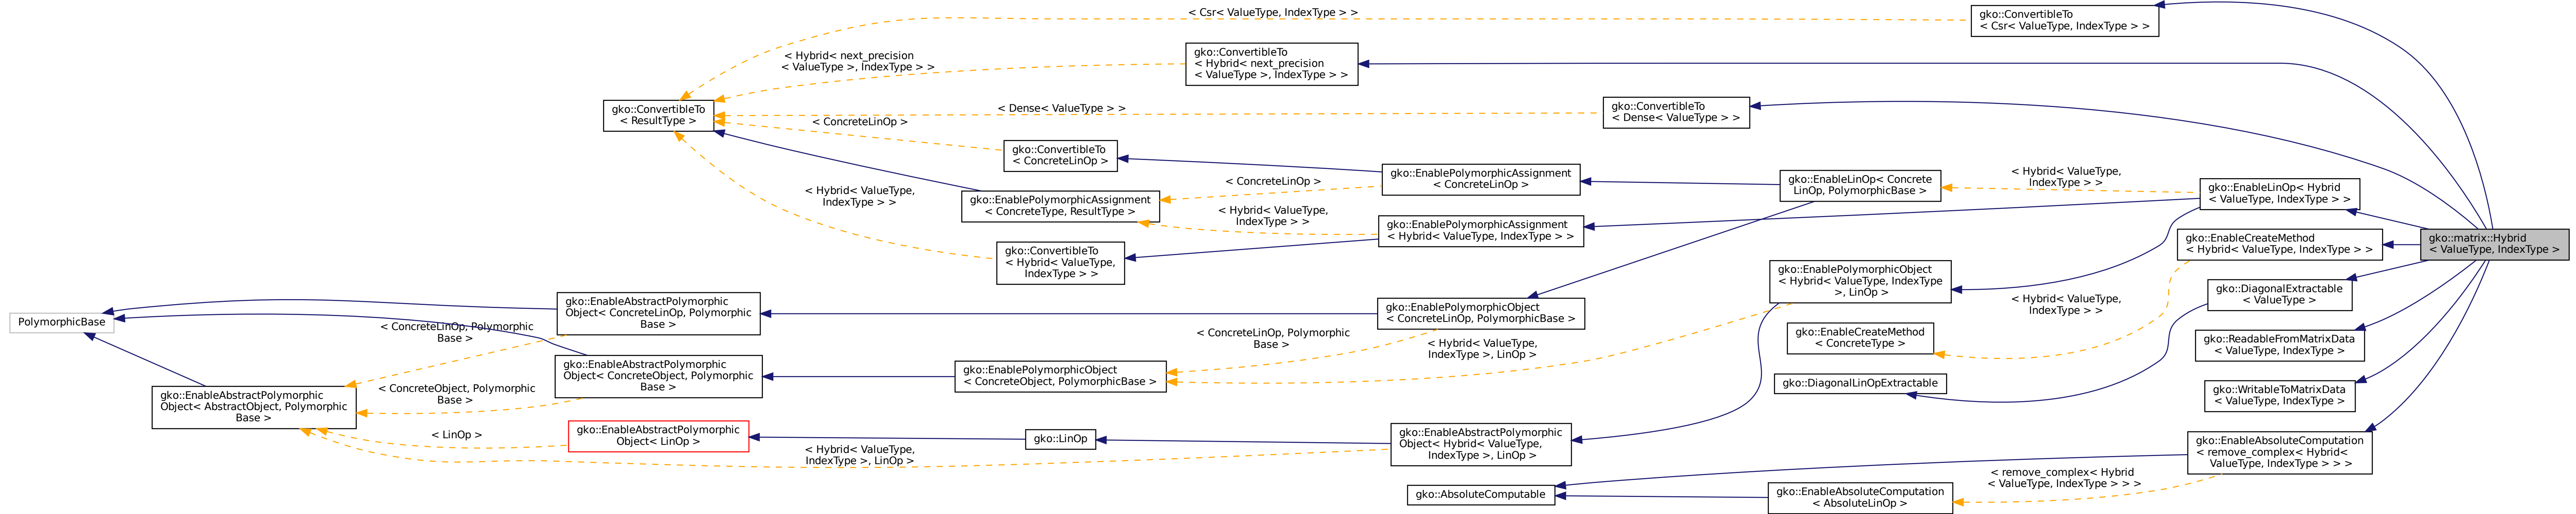 < Csr< ValueType, IndexType > >
gko::ConvertibleTo
< Csr< ValueType, IndexType > >
< Hybrid< next_precision
< ValueType >, IndexType > >
gko::ConvertibleTo
< Hybrid< next_precision
< ValueType >, IndexType > >
gko::ConvertibleTo
< ResultType >
< Dense< ValueType > >
gko::ConvertibleTo
< Dense< ValueType > >
< ConcreteLinOp >
gko::ConvertibleTo
< ConcreteLinOp >
gko::EnablePolymorphicAssignment
< ConcreteLinOp >
< ConcreteLinOp >
gko::EnableLinOp< Concrete
LinOp, PolymorphicBase >
< Hybrid< ValueType,
IndexType > >
gko::EnableLinOp< Hybrid
< ValueType, IndexType > >
< Hybrid< ValueType,
IndexType > >
gko::EnablePolymorphicAssignment
< ConcreteType, ResultType >
< Hybrid< ValueType,
IndexType > >
gko::EnablePolymorphicAssignment
< Hybrid< ValueType, IndexType > >
gko::EnableCreateMethod
< Hybrid< ValueType, IndexType > >
gko::matrix::Hybrid
< ValueType, IndexType >
gko::ConvertibleTo
< Hybrid< ValueType,
IndexType > >
gko::EnablePolymorphicObject
< Hybrid< ValueType, IndexType
>, LinOp >
gko::DiagonalExtractable
< ValueType >
< Hybrid< ValueType,
IndexType > >
gko::EnableAbstractPolymorphic
Object< ConcreteLinOp, Polymorphic
Base >
gko::EnablePolymorphicObject
< ConcreteLinOp, PolymorphicBase >
PolymorphicBase
< ConcreteLinOp, Polymorphic
Base >
< ConcreteLinOp, Polymorphic
Base >
gko::EnableCreateMethod
< ConcreteType >
gko::ReadableFromMatrixData
< ValueType, IndexType >
< Hybrid< ValueType,
IndexType >, LinOp >
gko::EnableAbstractPolymorphic
Object< ConcreteObject, Polymorphic
Base >
gko::EnablePolymorphicObject
< ConcreteObject, PolymorphicBase >
gko::DiagonalLinOpExtractable
< ConcreteObject, Polymorphic
Base >
gko::EnableAbstractPolymorphic
Object< AbstractObject, Polymorphic
Base >
gko::WritableToMatrixData
< ValueType, IndexType >
< LinOp >
gko::EnableAbstractPolymorphic
Object< LinOp >
gko::LinOp
gko::EnableAbstractPolymorphic
Object< Hybrid< ValueType,
IndexType >, LinOp >
< Hybrid< ValueType,
IndexType >, LinOp >
gko::EnableAbsoluteComputation
< remove_complex< Hybrid<
ValueType, IndexType > > >
< remove_complex< Hybrid
< ValueType, IndexType > > >
gko::AbsoluteComputable
gko::EnableAbsoluteComputation
< AbsoluteLinOp >